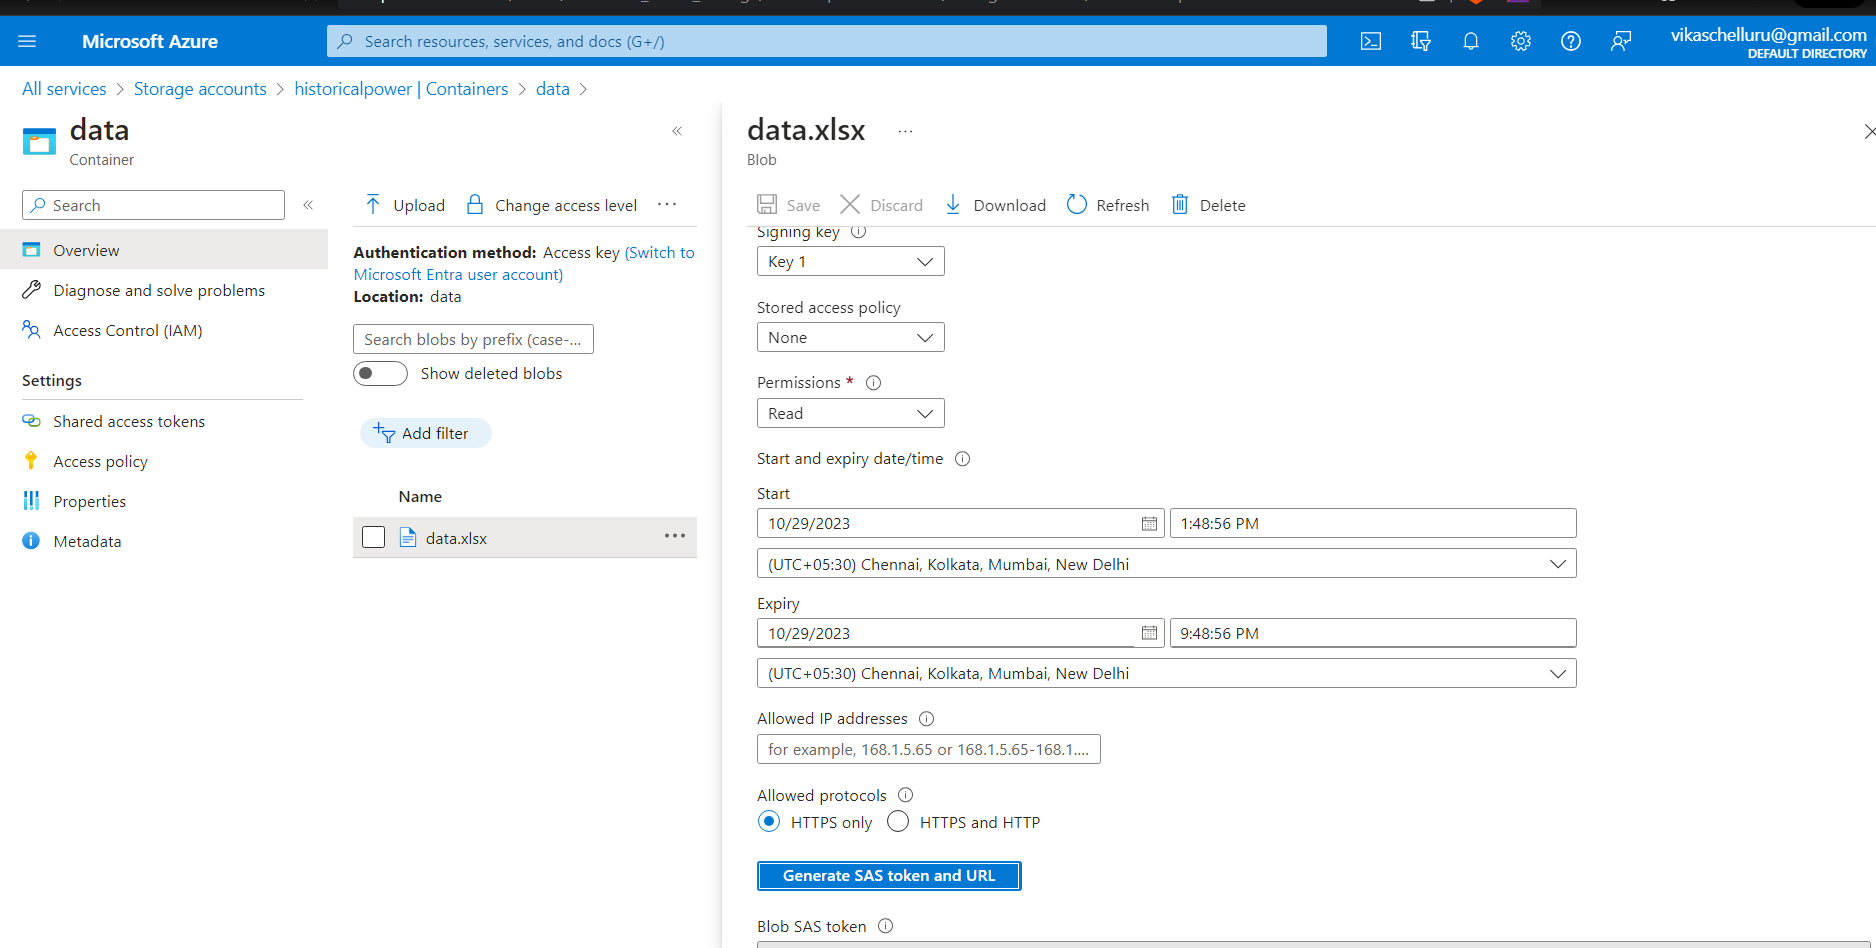 Microsoft Azure
Search resources, services, and docs (G+/)
vikaschelluru@gmail.com
DEFAULT DIRECTORY
All services > Storage accounts > historicalpower | Containers > data >
data
Container
Search
Overview
Diagnose and solve problems
Access Control (IAM)
Settings
Shared access tokens
Access policy
Properties
Metadata
Upload
Change access level
Authentication method: Access key (Switch to
Microsoft Entra user account)
Location: data
Search blobs by prefix (case-...
Show deleted blobs
Add filter
Name
data.xlsx
data.xlsx
Blob
Save
Discard
Download
Refresh
Delete
Signing key
Key 1
Stored access policy
None
Permissions *
Read
Start and expiry date/time
Start
10/29/2023
1:48:56 PM
(UTC+05:30) Chennai, Kolkata, Mumbai, New Delhi
Expiry
10/29/2023
9:48:56 PM
(UTC+05:30) Chennai, Kolkata, Mumbai, New Delhi
Allowed IP addresses
for example, 168.1.5.65 or 168.1.5.65-168.1....
Allowed protocols
HTTPS only
HTTPS and HTTP
Generate SAS token and URL
Blob SAS token